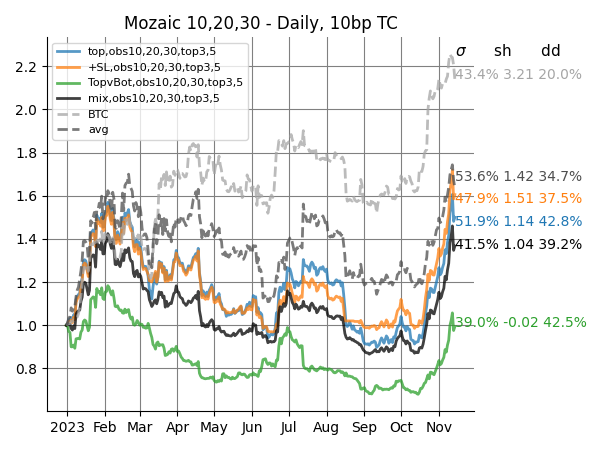 Mozaic 10,20,30 - Daily, 10bp TC
σ sh dd
top,obs10,20,30,top3,5
+SL,obs10,20,30,top3,5
TopvBot,obs10,20,30,top3,5
mix,obs10,20,30,top3,5
BTC
avg
43.4% 3.21 20.0%
53.6% 1.42 34.7%
47.9% 1.51 37.5%
51.9% 1.14 42.8%
41.5% 1.04 39.2%
39.0% -0.02 42.5%
2.2
2.0
1.8
1.6
1.4
1.2
1.0
0.8
2023 Feb Mar Apr May Jun Jul Aug Sep Oct Nov